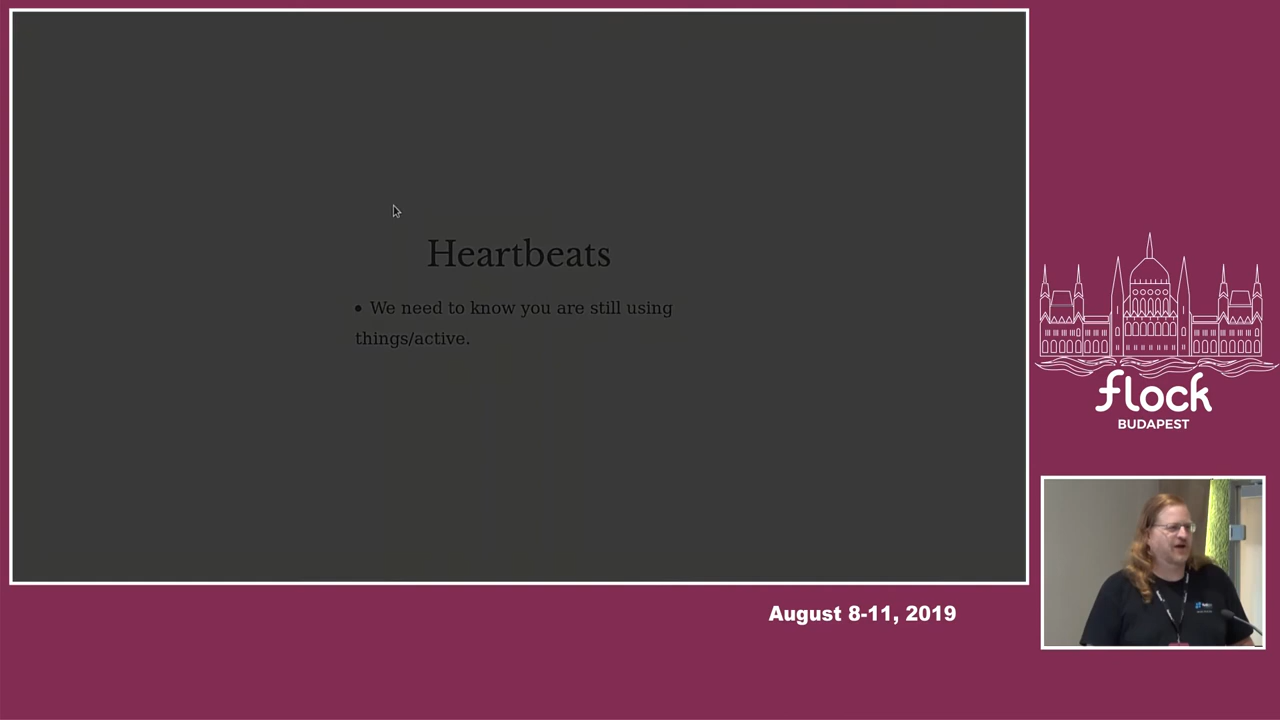 Heartbeats
• We need to know you are still using
things/active.
flock
BUDAPEST
August 8-11, 2019